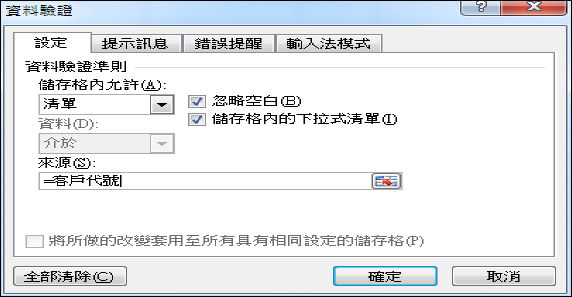 資料驗證
設定 提示訊息 錯誤提醒 輸入法模式
資料驗證準則
儲存格內允許(A):
清單 忽略空白(B)
資料(D): 儲存格內的下拉式清單(I)
介於
來源(S):
=客戶代號
將所做的改變套用至所有具有相同設定的儲存格(P)
全部清除(C) 確定 取消